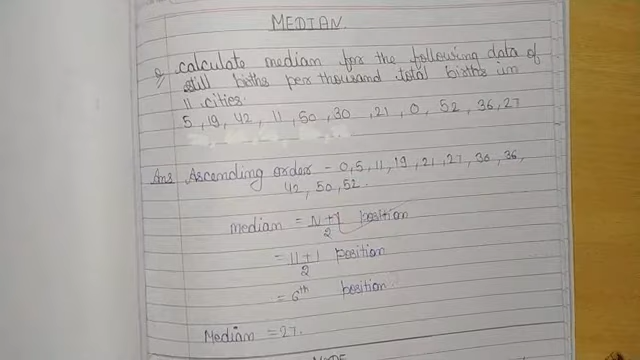 MEDIAN.
Q calculate mediam for the following data of
still births per thousand total births in
11 cities.
5, 19, 42, 11, 50, 30, 21, 0, 52, 36, 27
Ans Ascending order - 0,5, 11, 19, 21, 27, 30, 36,
42, 50, 52.
Median = N+1 position
2
= 11+1 position
2
= 6th position
Median = 27.